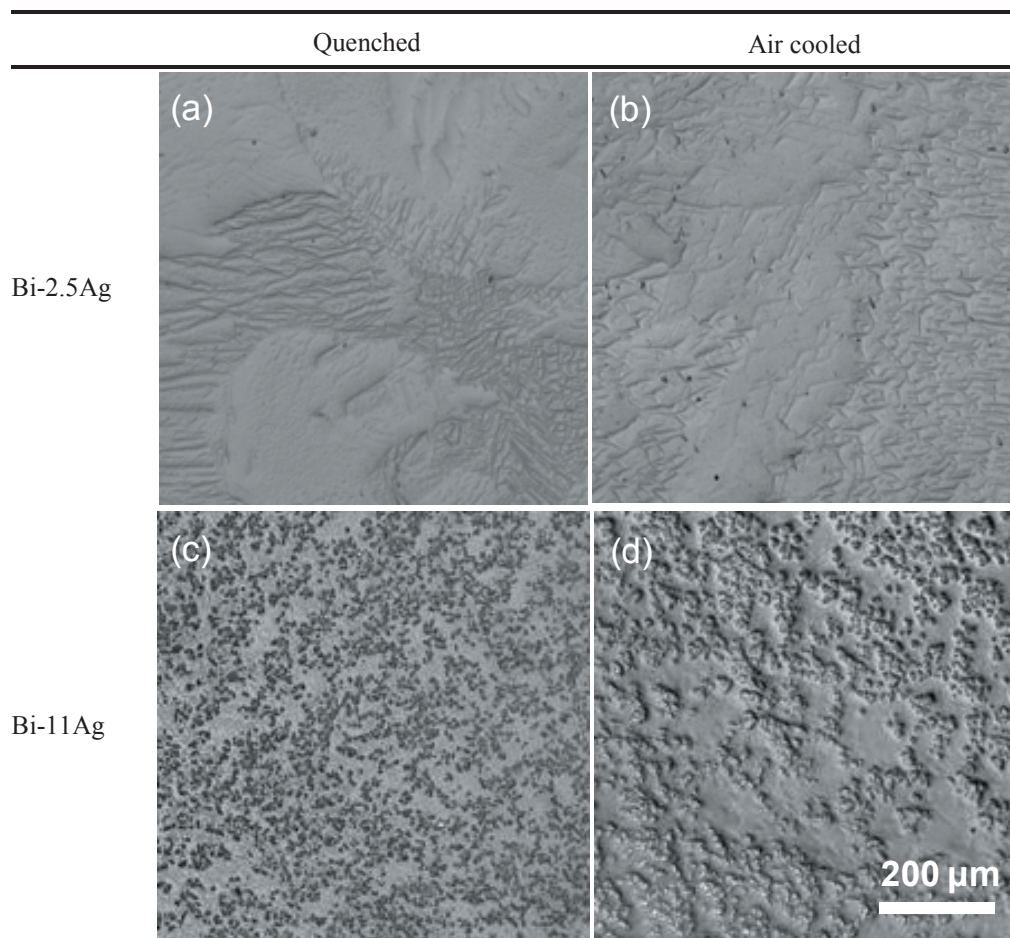 Quenched Air cooled
(a) (b)
Bi-2.5Ag
(c) (d)
Bi-11Ag
200 µm